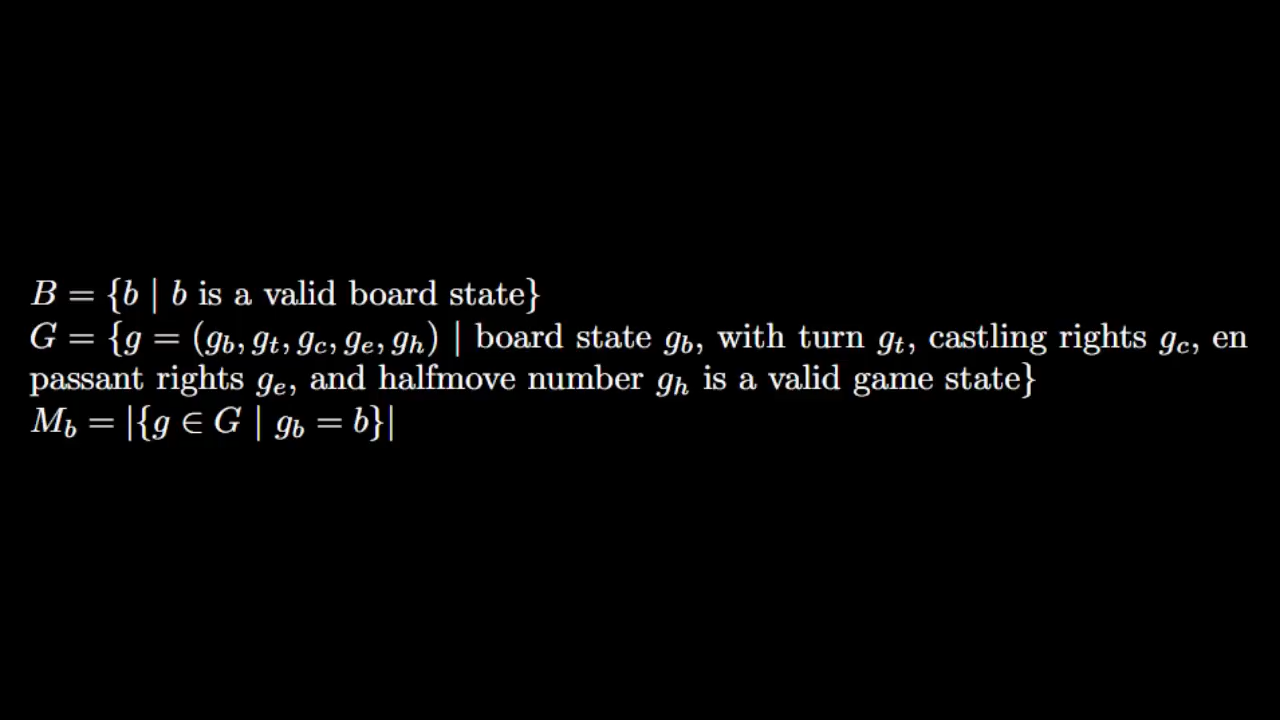 B = {b | b is a valid board state}
G = {g = (g_b, g_t, g_c, g_e, g_h) | board state g_b, with turn g_t, castling rights g_c, en
passant rights g_e, and halfmove number g_h is a valid game state}
M_b = |{g ∈ G | g_b = b}|